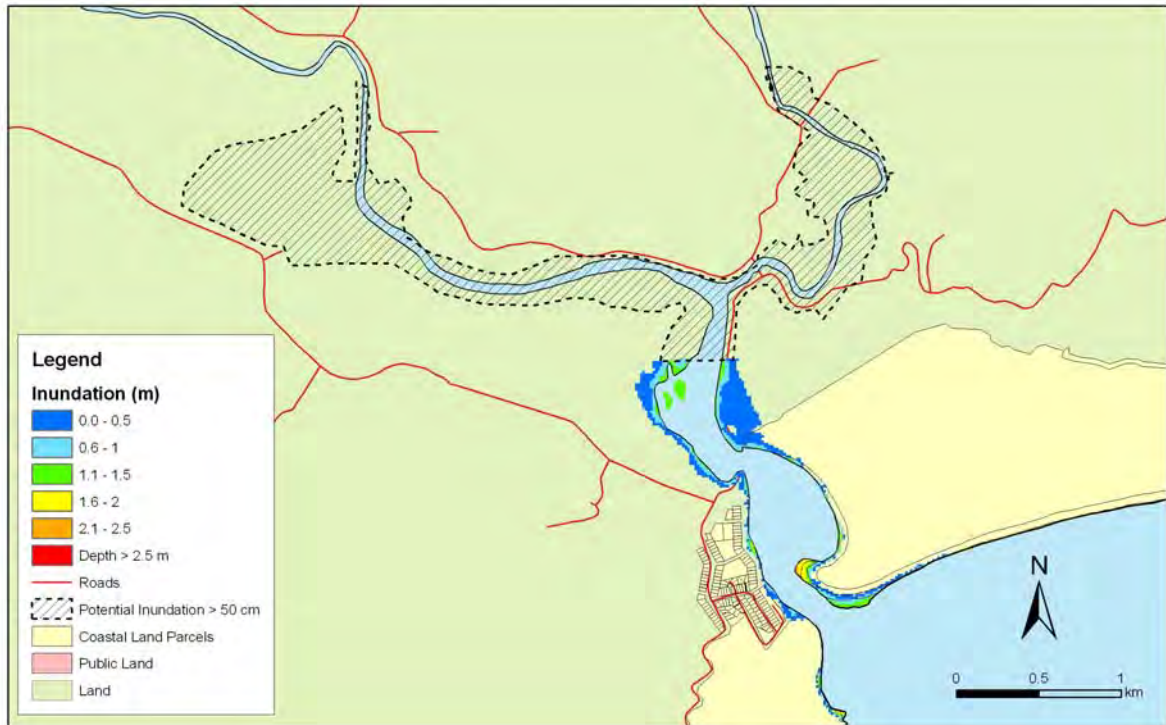 Legend
Inundation (m)
0.0 - 0.5
0.6 - 1
1.1 - 1.5
1.6 - 2
2.1 - 2.5
Depth > 2.5 m
Roads
Potential Inundation > 50 cm
Coastal Land Parcels
Public Land
Land
N
0 0.5 1
km